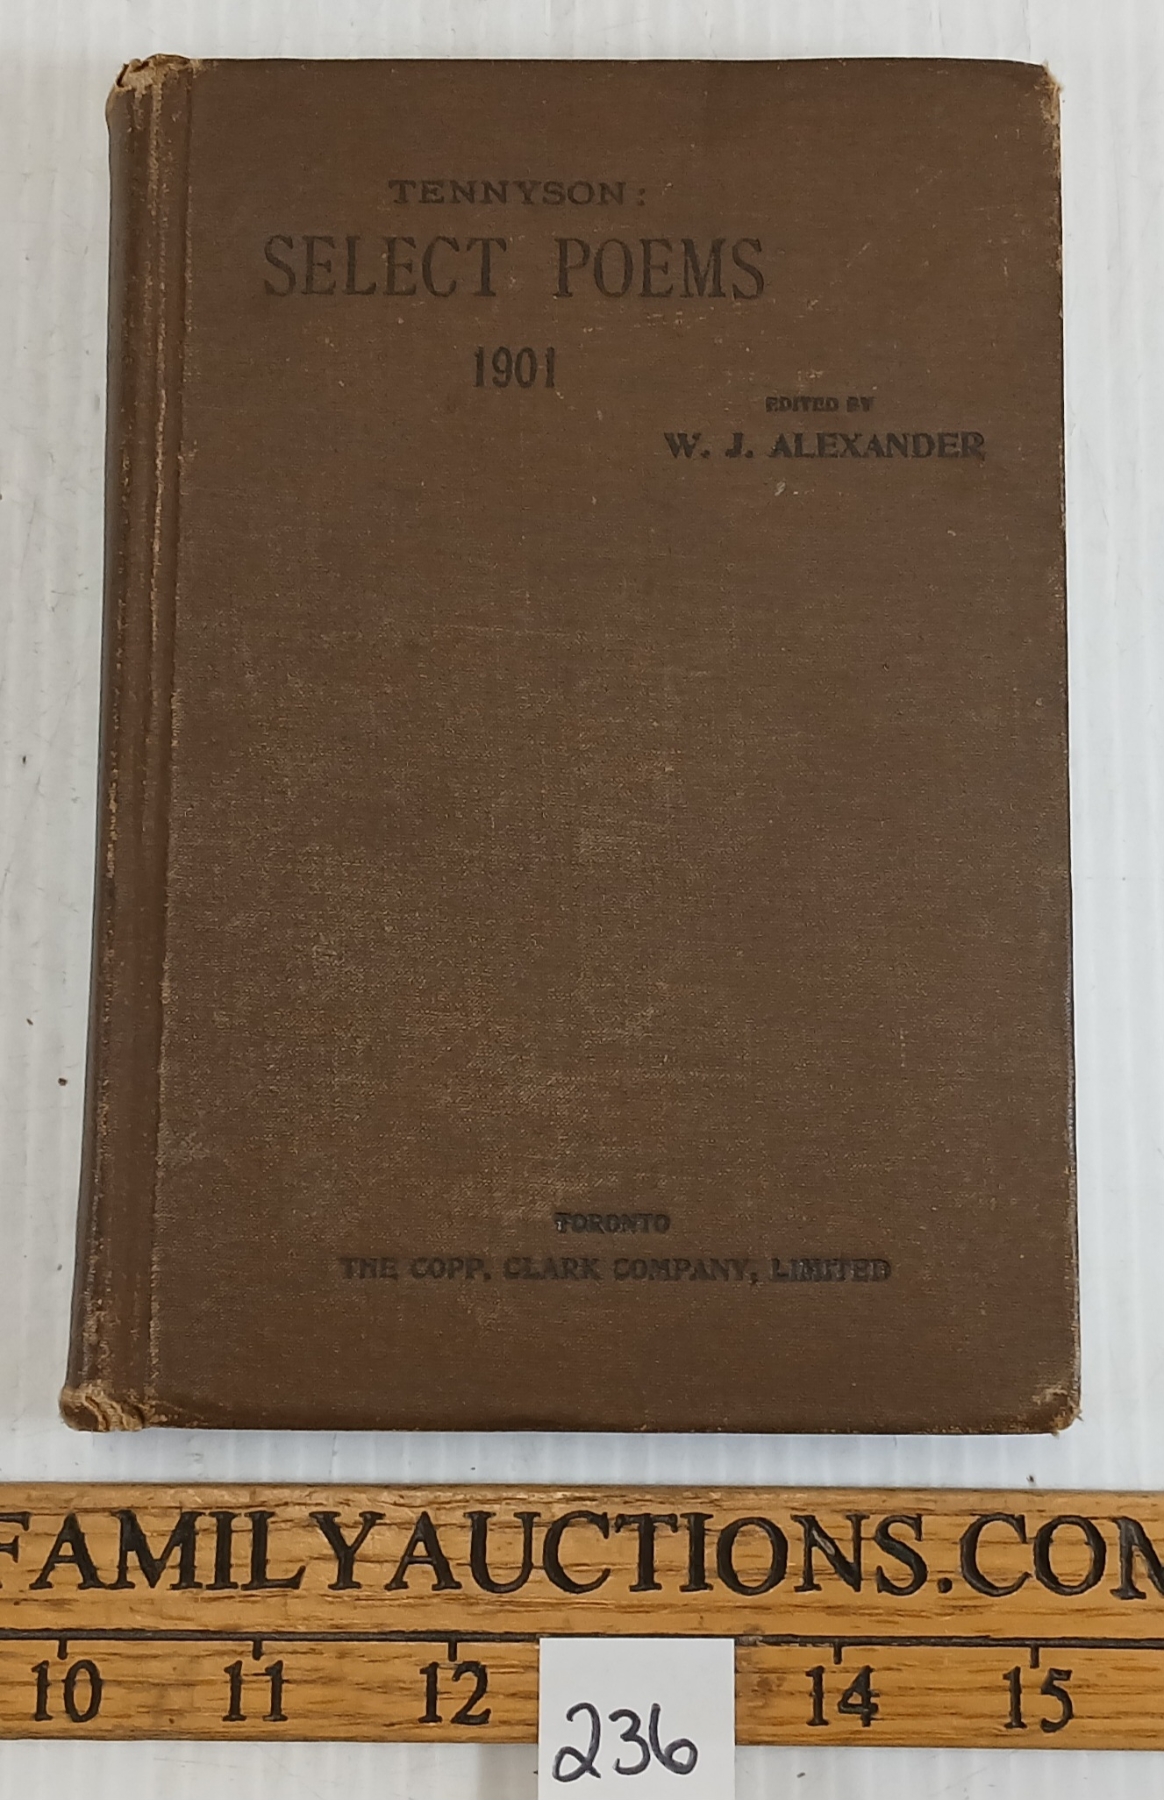 TENNYSON:
SELECT POEMS
1901
EDITED BY
W. J. ALEXANDER
TORONTO
THE COPP, CLARK COMPANY, LIMITED
FAMILYAUCTIONS.COM
10 11 12 14 15
236